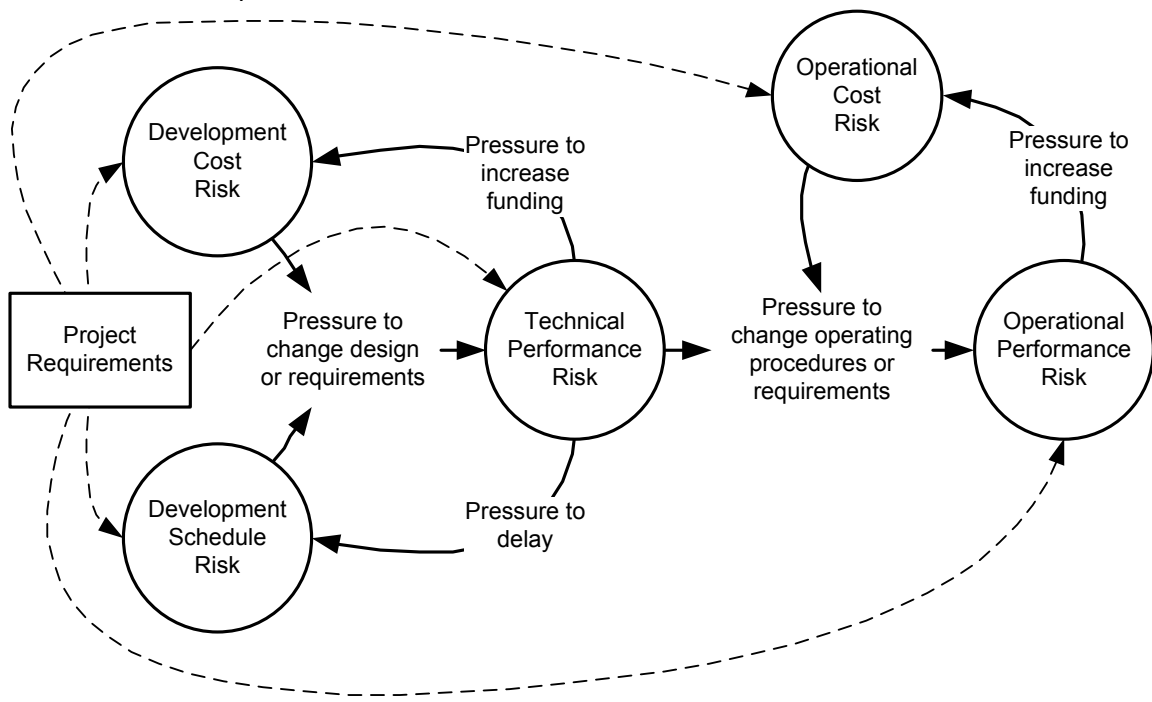 Operational
Cost
Risk
Development
Cost
Risk
Pressure to
increase
funding
Pressure to
increase
funding
Project
Requirements
Pressure to
change design
or requirements
Technical
Performance
Risk
Pressure to
change operating
procedures or
requirements
Operational
Performance
Risk
Development
Schedule
Risk
Pressure to
delay